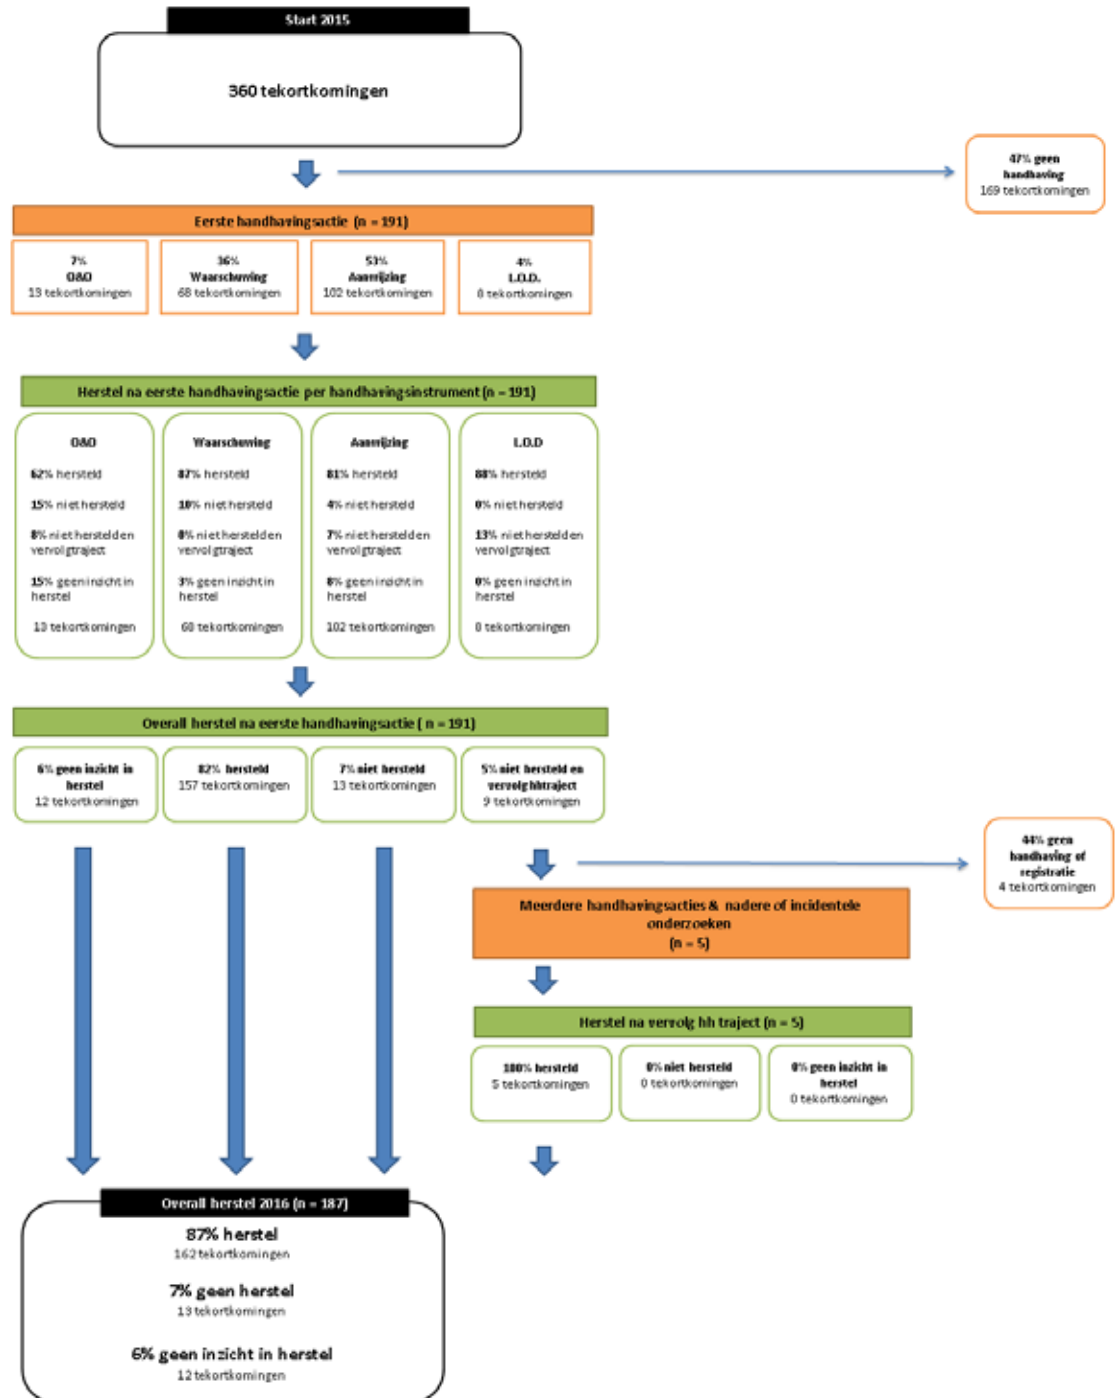 Start 2015
360 tekortkomingen
47% geen
handhaving
169 tekortkomingen
Eerste handhavingsactie (n = 191)
7%
O&O
13 tekortkomingen
36%
Waarschuwing
68 tekortkomingen
53%
Aanwijzing
102 tekortkomingen
4%
L.O.D.
8 tekortkomingen
Herstel na eerste handhavingsactie per handhavingsinstrument (n = 191)
O&O
62% hersteld
15% niet hersteld
8% niet hersteld en
vervolgtraject
15% geen inzicht in
herstel
13 tekortkomingen
Waarschuwing
87% hersteld
10% niet hersteld
0% niet hersteld en
vervolgtraject
3% geen inzicht in
herstel
68 tekortkomingen
Aanwijzing
81% hersteld
4% niet hersteld
7% niet hersteld en
vervolgtraject
8% geen inzicht in
herstel
102 tekortkomingen
L.O.D
88% hersteld
0% niet hersteld
13% niet hersteld en
vervolgtraject
0% geen inzicht in
herstel
8 tekortkomingen
Overall herstel na eerste handhavingsactie ( n = 191)
6% geen inzicht in
herstel
12 tekortkomingen
82% hersteld
157 tekortkomingen
7% niet hersteld
13 tekortkomingen
5% niet hersteld en
vervolg hhtraject
9 tekortkomingen
44% geen
handhaving of
registratie
4 tekortkomingen
Meerdere handhavingsacties & nadere of incidentele
onderzoeken
(n = 5)
Herstel na vervolg hh traject (n = 5)
100% hersteld
5 tekortkomingen
0% niet hersteld
0 tekortkomingen
0% geen inzicht in
herstel
0 tekortkomingen
Overall herstel 2016 (n = 187)
87% herstel
162 tekortkomingen
7% geen herstel
13 tekortkomingen
6% geen inzicht in herstel
12 tekortkomingen